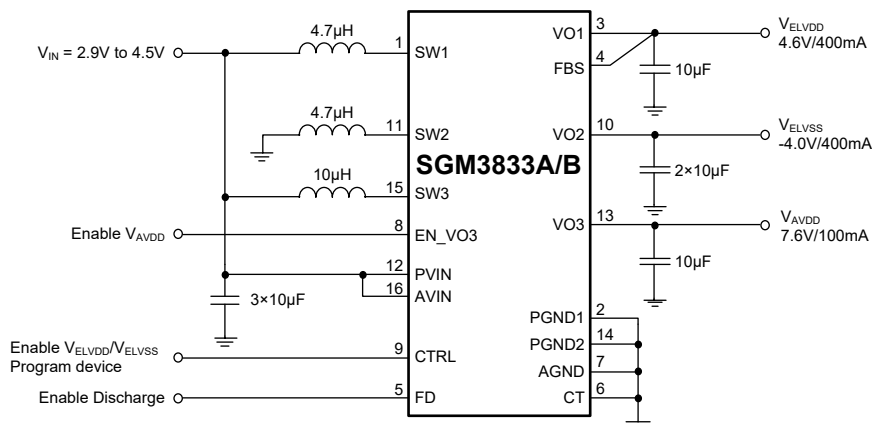 V_IN = 2.9V to 4.5V
4.7µH
1
SW1
4.7µH
11
SW2
10µH
15
SW3
Enable V_AVDD
8
EN_VO3
12
PVIN
16
AVIN
3×10µF
Enable V_ELVDD/V_ELVSS
Program device
9
CTRL
Enable Discharge
5
FD
SGM3833A/B
VO1
3
V_ELVDD
4.6V/400mA
FBS
4
10µF
VO2
10
V_ELVSS
-4.0V/400mA
2×10µF
VO3
13
V_AVDD
7.6V/100mA
10µF
PGND1
2
PGND2
14
AGND
7
CT
6